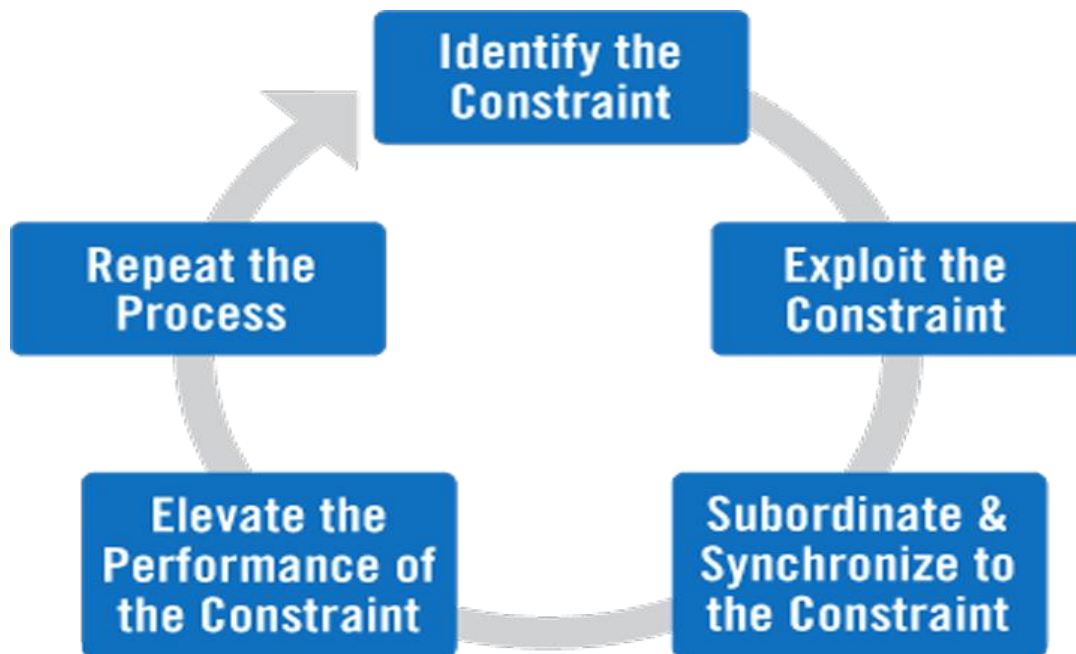 Identify the
Constraint
Exploit the
Constraint
Subordinate &
Synchronize to
the Constraint
Elevate the
Performance of
the Constraint
Repeat the
Process